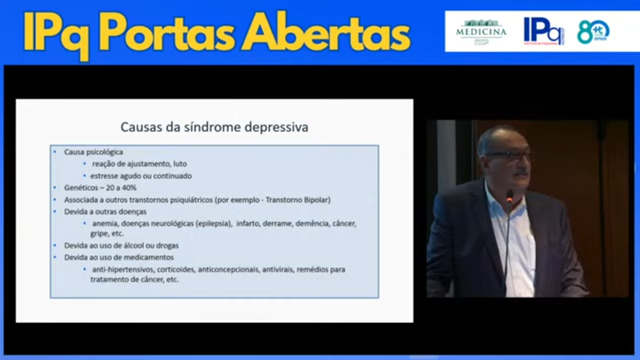 IPq Portas Abertas
MEDICINA
USP
IPq
80
anos
Causas da síndrome depressiva
• Causa psicológica
• reação de ajustamento, luto
• estresse agudo ou continuado
• Genéticos – 20 a 40%
• Associada a outros transtornos psiquiátricos (por exemplo - Transtorno Bipolar)
• Devida a outras doenças
• anemia, doenças neurológicas (epilepsia), infarto, derrame, demência, câncer,
gripe, etc.
• Devida ao uso de álcool ou drogas
• Devida ao uso de medicamentos
• anti-hipertensivos, corticoides, anticoncepcionais, antivirais, remédios para
tratamento de câncer, etc.